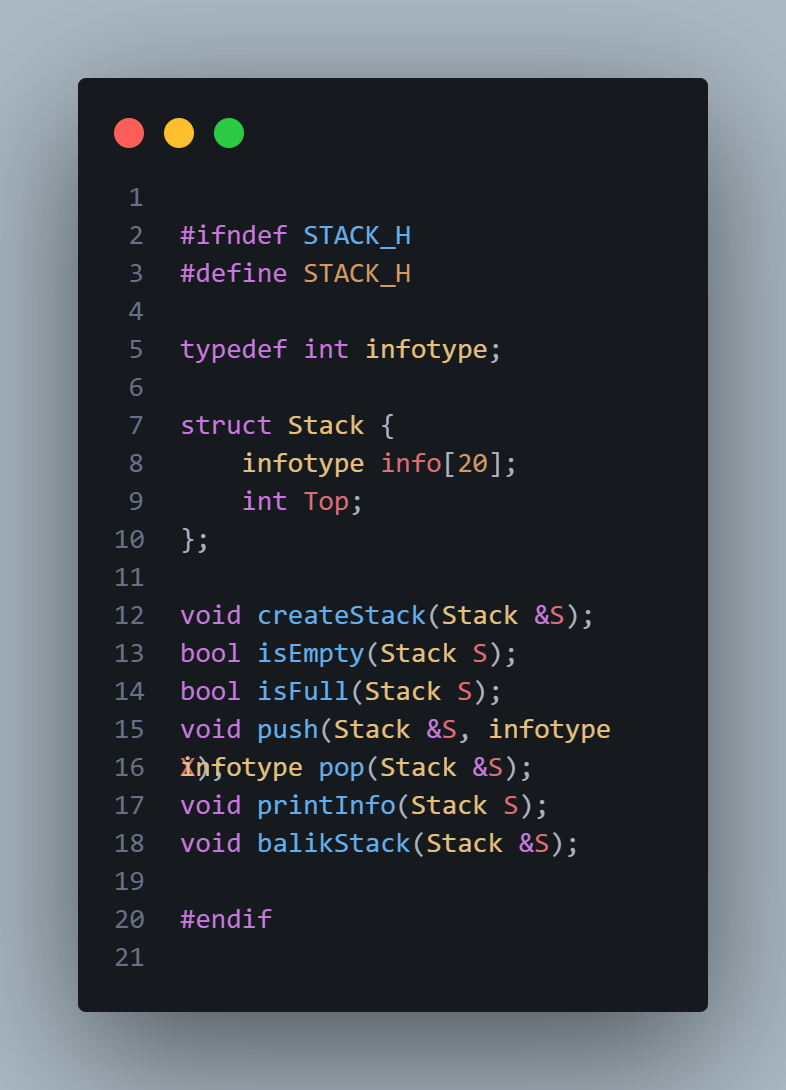 1
2 #ifndef STACK_H
3 #define STACK_H
4
5 typedef int infotype;
6
7 struct Stack {
8     infotype info[20];
9     int Top;
10 };
11
12 void createStack(Stack &S);
13 bool isEmpty(Stack S);
14 bool isFull(Stack S);
15 void push(Stack &S, infotype
X);
16 infotype pop(Stack &S);
17 void printInfo(Stack S);
18 void balikStack(Stack &S);
19
20 #endif
21